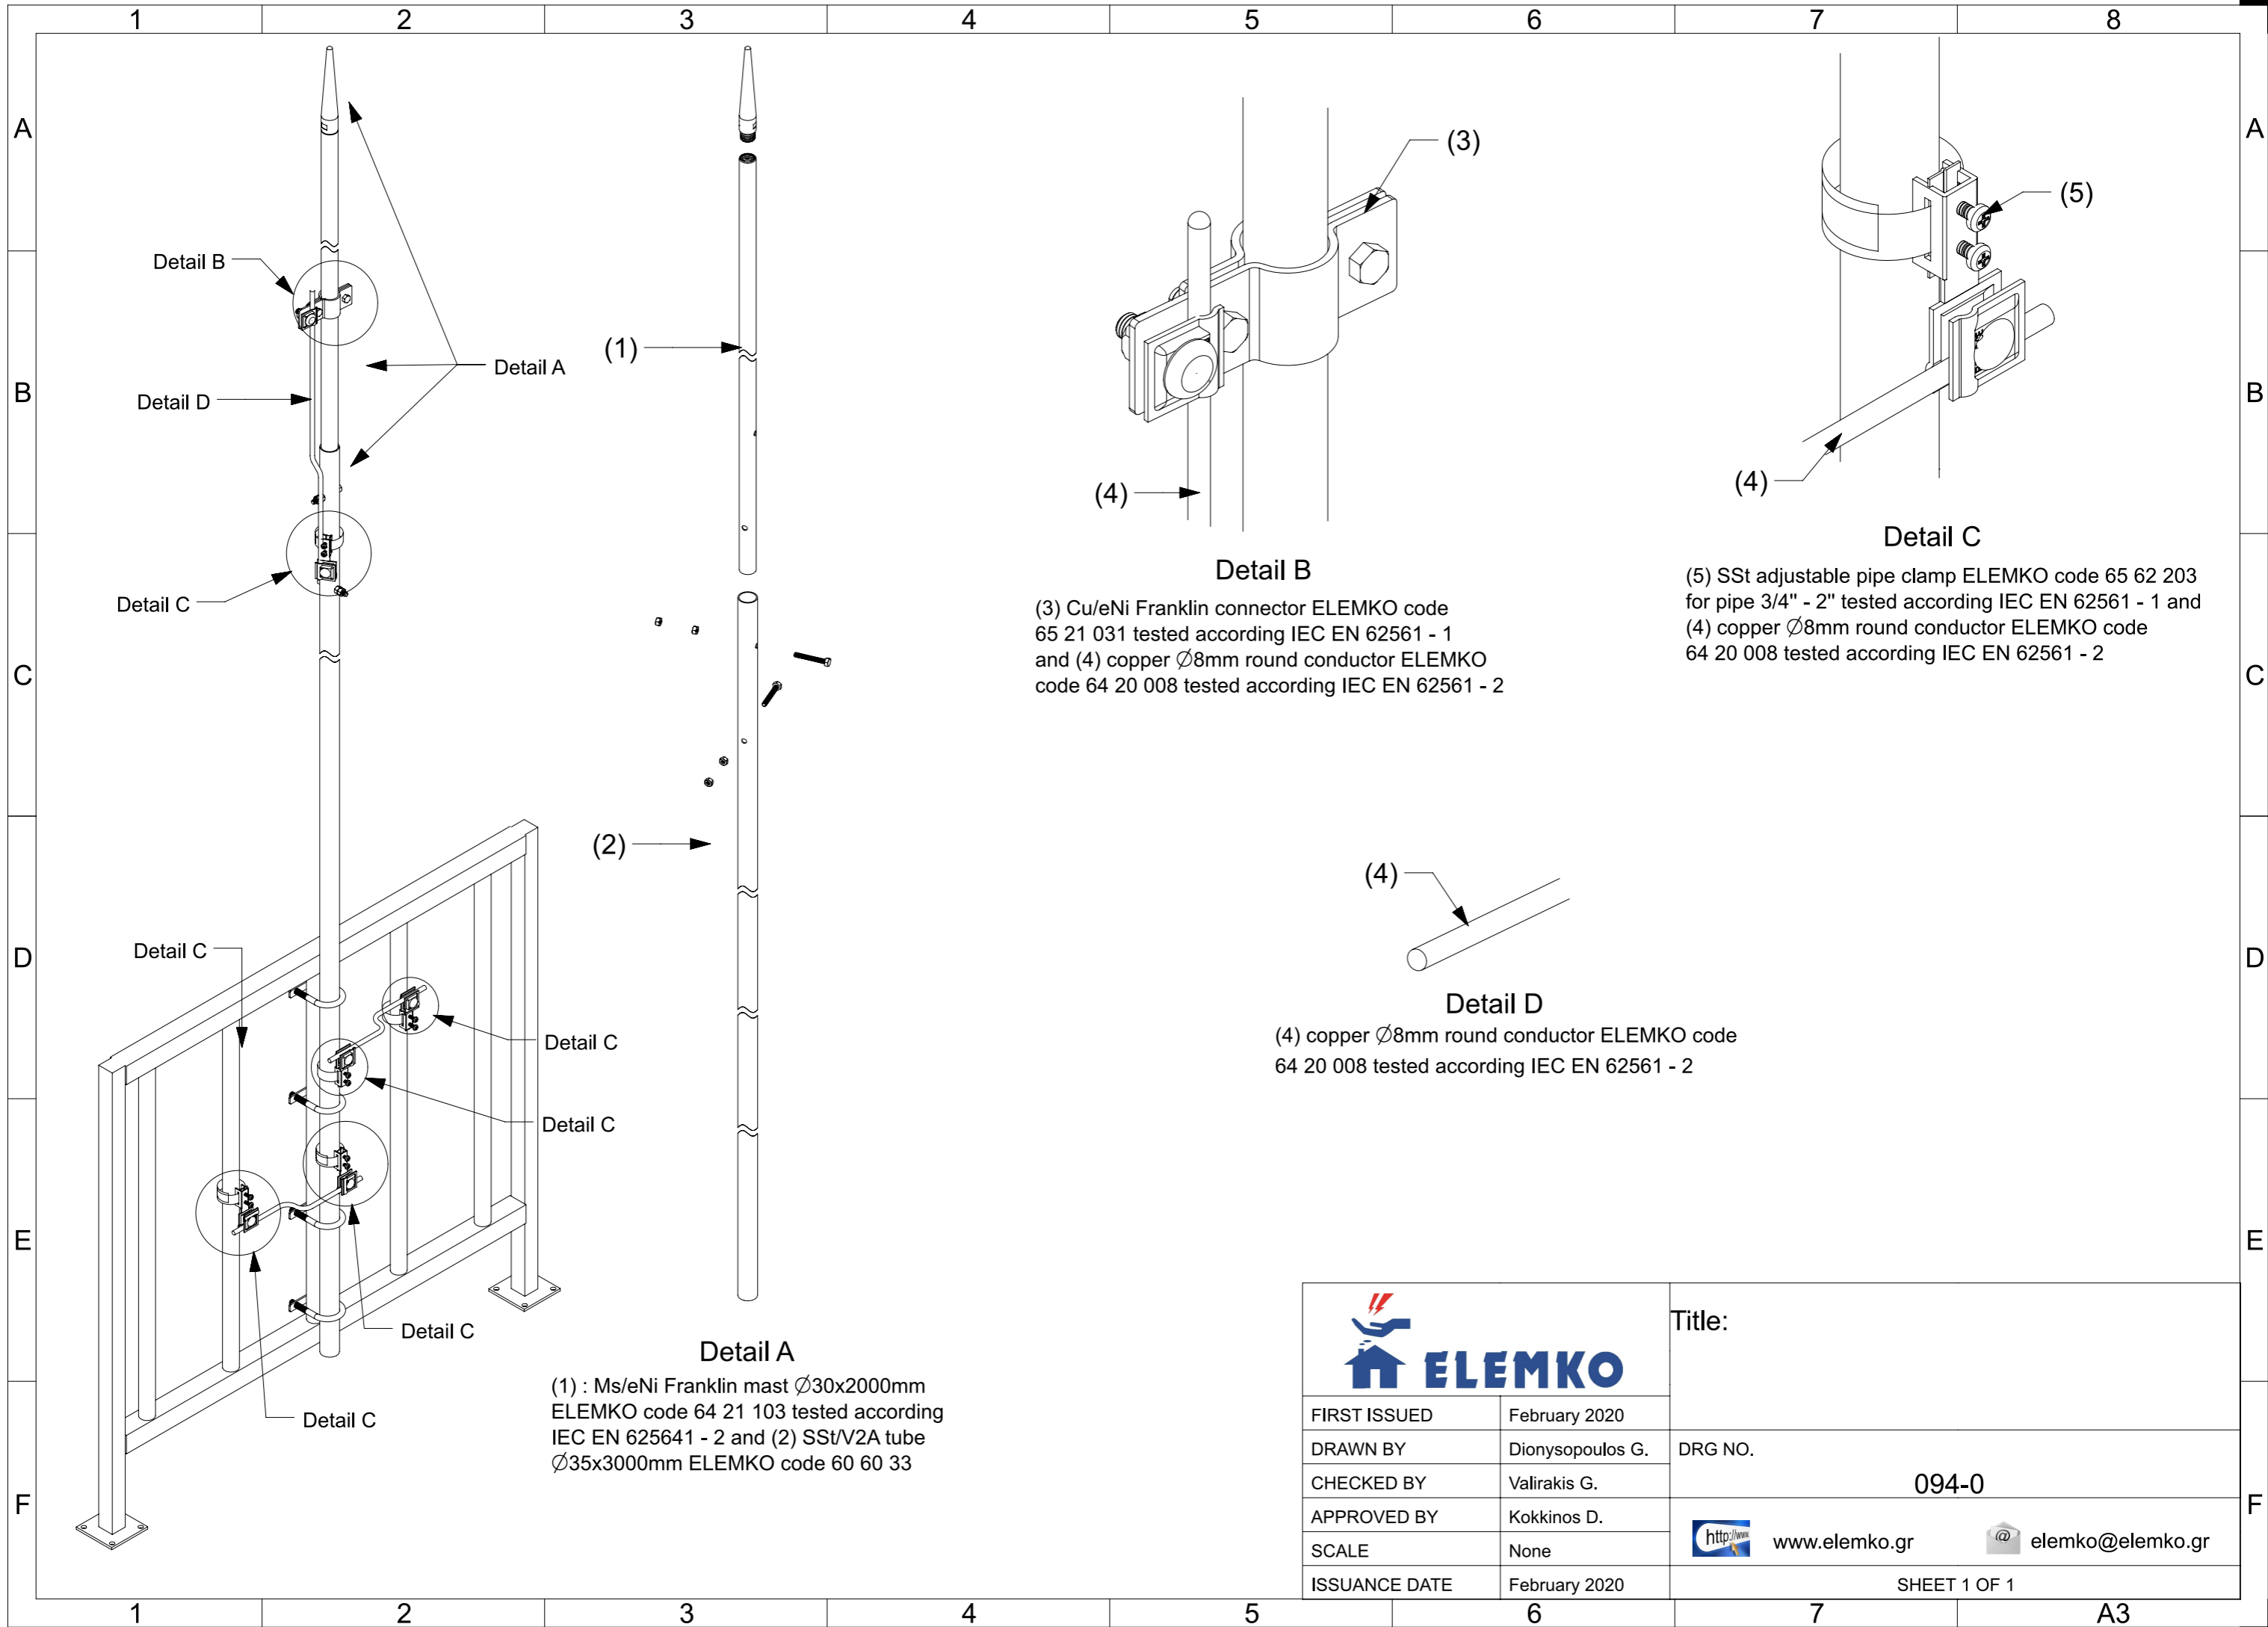 1 2 3 4 5 6 7 8
A A
B B
C C
D D
E E
F F
1 2 3 4 5 6 7 A3
Detail B
Detail A
Detail D
Detail C
Detail C
Detail C
Detail C
Detail C
Detail C
(1)
(2)
Detail A
(1) : Ms/eNi Franklin mast ∅30x2000mm
ELEMKO code 64 21 103 tested according
IEC EN 625641 - 2 and (2) SSt/V2A tube
∅35x3000mm ELEMKO code 60 60 33
(3)
(4)
Detail B
(3) Cu/eNi Franklin connector ELEMKO code
65 21 031 tested according IEC EN 62561 - 1
and (4) copper ∅8mm round conductor ELEMKO
code 64 20 008 tested according IEC EN 62561 - 2
(5)
(4)
Detail C
(5) SSt adjustable pipe clamp ELEMKO code 65 62 203
for pipe 3/4" - 2" tested according IEC EN 62561 - 1 and
(4) copper ∅8mm round conductor ELEMKO code
64 20 008 tested according IEC EN 62561 - 2
(4)
Detail D
(4) copper ∅8mm round conductor ELEMKO code
64 20 008 tested according IEC EN 62561 - 2
ELEMKO
Title:
FIRST ISSUED February 2020
DRAWN BY Dionysopoulos G.
DRG NO.
CHECKED BY Valirakis G.
094-0
APPROVED BY Kokkinos D.
SCALE None
http://www
www.elemko.gr
@
elemko@elemko.gr
ISSUANCE DATE February 2020
SHEET 1 OF 1